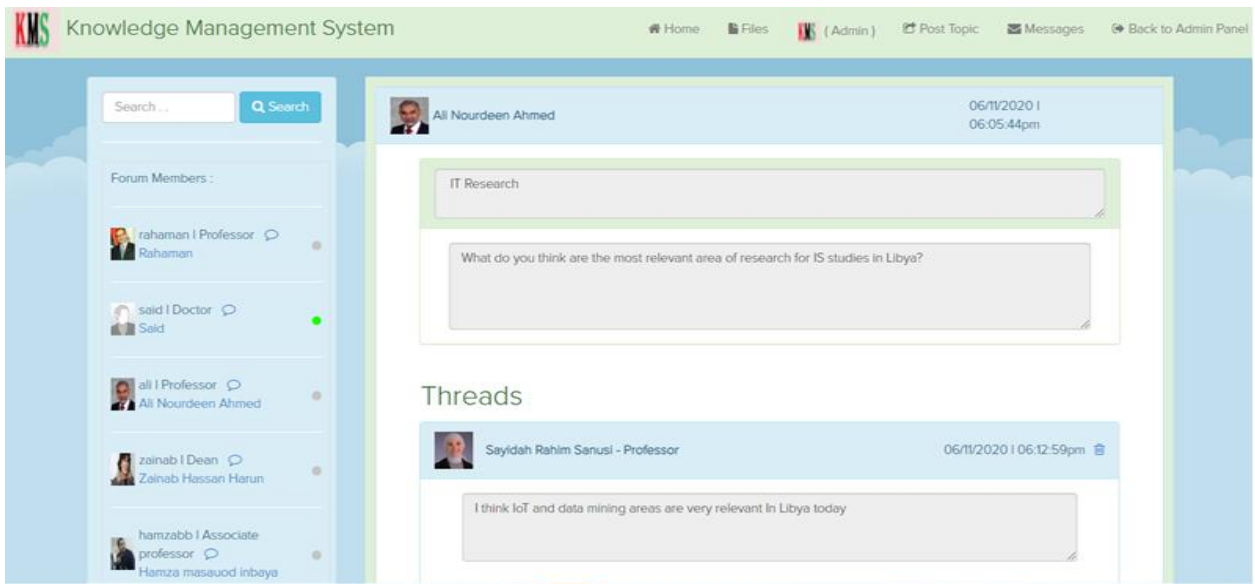 KMS Knowledge Management System
Home Files KMS ( Admin ) Post Topic Messages Back to Admin Panel
Search . . Search
Forum Members :
rahaman | Professor
Rahaman
said | Doctor
Said
ali | Professor
Ali Nourdeen Ahmed
zainab | Dean
Zainab Hassan Harun
hamzabb | Associate
professor
Hamza masauod inbaya
Ali Nourdeen Ahmed
06/11/2020 |
06:05:44pm
IT Research
What do you think are the most relevant area of research for IS studies in Libya?
Threads
Sayidah Rahim Sanusi - Professor 06/11/2020 | 06:12:59pm
I think IoT and data mining areas are very relevant In Libya today